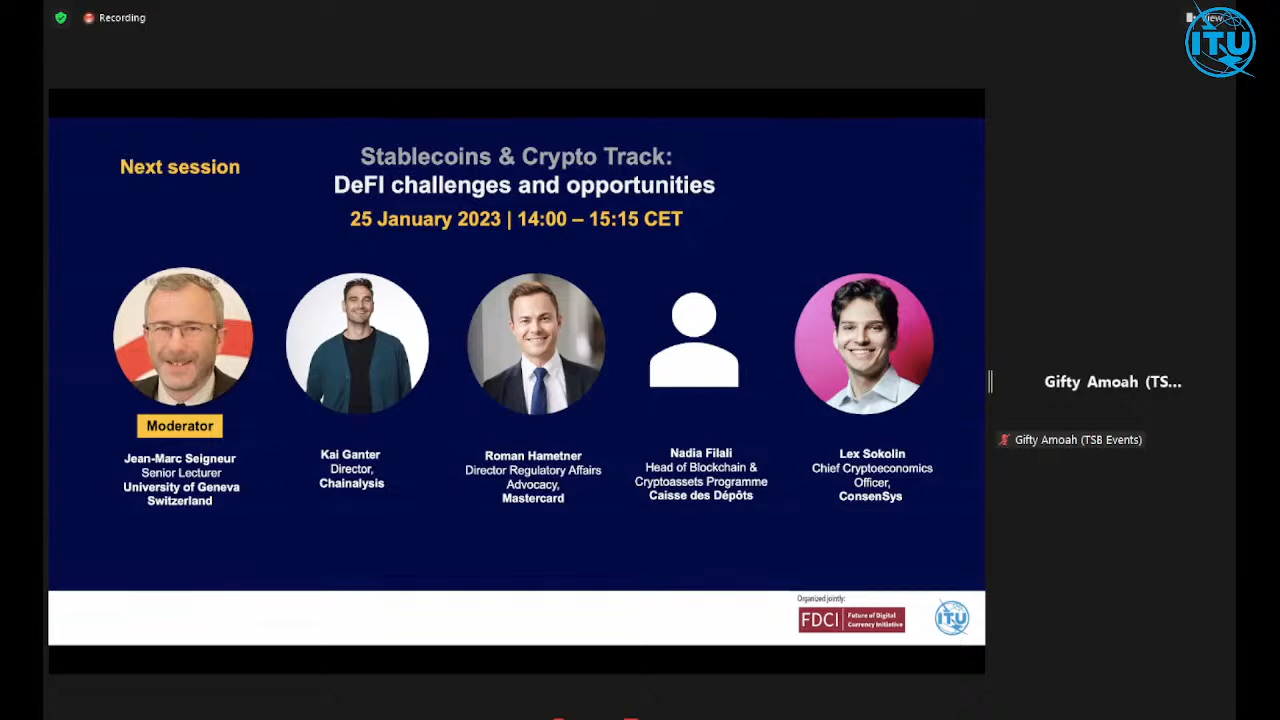 Recording
View
ITU
Next session
Stablecoins & Crypto Track:
DeFI challenges and opportunities
25 January 2023 | 14:00 – 15:15 CET
Moderator
Jean-Marc Seigneur
Senior Lecturer
University of Geneva
Switzerland
Kai Ganter
Director,
Chainalysis
Roman Hametner
Director Regulatory Affairs
Advocacy,
Mastercard
Nadia Filali
Head of Blockchain &
Cryptoassets Programme
Caisse des Dépôts
Lex Sokolin
Chief Cryptoeconomics
Officer,
ConsenSys
Gifty Amoah (TS...
Gifty Amoah (TSB Events)
Organized jointly:
FDCI
Future of Digital
Currency Initiative
ITU